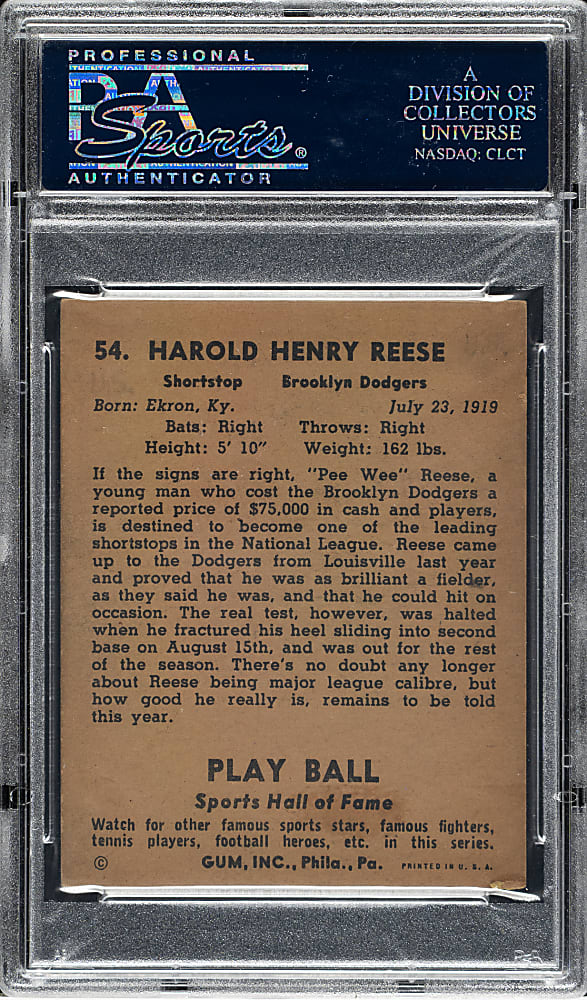 PROFESSIONAL
PSA
Sports®
AUTHENTICATOR
A
DIVISION OF
COLLECTORS
UNIVERSE
NASDAQ: CLCT
54. HAROLD HENRY REESE
Shortstop Brooklyn Dodgers
Born: Ekron, Ky. July 23, 1919
Bats: Right Throws: Right
Height: 5' 10" Weight: 162 lbs.
If the signs are right, "Pee Wee" Reese, a
young man who cost the Brooklyn Dodgers a
reported price of $75,000 in cash and players,
is destined to become one of the leading
shortstops in the National League. Reese came
up to the Dodgers from Louisville last year
and proved that he was as brilliant a fielder,
as they said he was, and that he could hit on
occasion. The real test, however, was halted
when he fractured his heel sliding into second
base on August 15th, and was out for the rest
of the season. There's no doubt any longer
about Reese being major league calibre, but
how good he really is, remains to be told
this year.
PLAY BALL
Sports Hall of Fame
Watch for other famous sports stars, famous fighters,
tennis players, football heroes, etc. in this series.
© GUM, INC., Phila., Pa. PRINTED IN U. S. A.